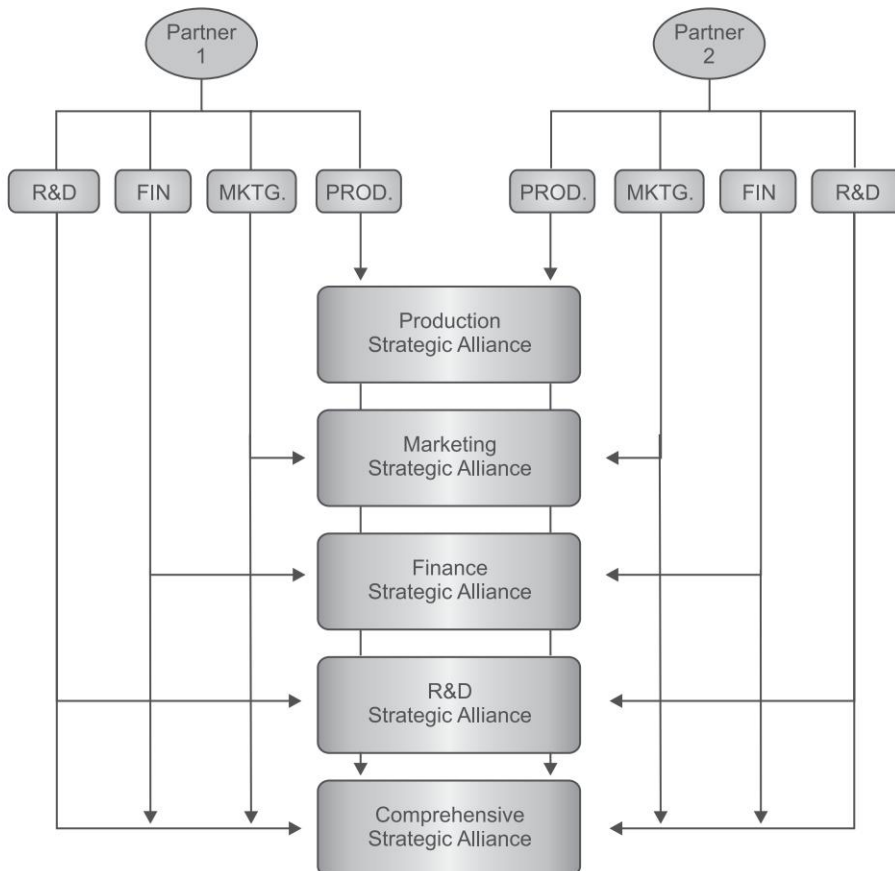 Partner
1
Partner
2
R&D
FIN
MKTG.
PROD.
PROD.
MKTG.
FIN
R&D
Production
Strategic Alliance
Marketing
Strategic Alliance
Finance
Strategic Alliance
R&D
Strategic Alliance
Comprehensive
Strategic Alliance